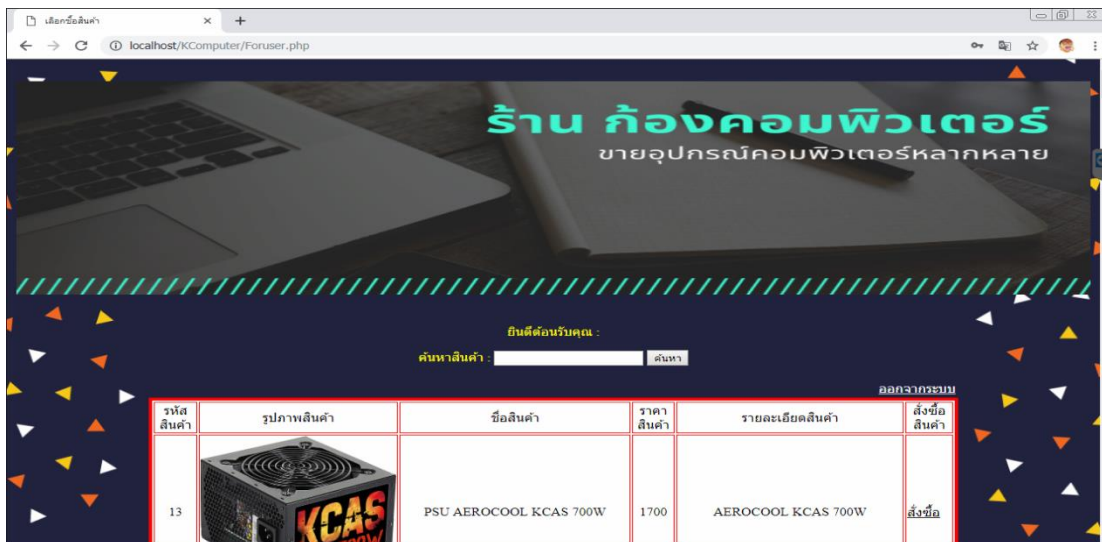 เลือกซื้อสินค้า
localhost/KComputer/Foruser.php
ร้าน ก้องคอมพิวเตอร์
ขายอุปกรณ์คอมพิวเตอร์หลากหลาย
ยินดีต้อนรับคุณ :
ค้นหาสินค้า : ค้นหา
ออกจากระบบ
รหัสสินค้า รูปภาพสินค้า ชื่อสินค้า ราคาสินค้า รายละเอียดสินค้า สั่งซื้อสินค้า
13 KCAS 700W PSU AEROCOOL KCAS 700W 1700 AEROCOOL KCAS 700W สั่งซื้อ